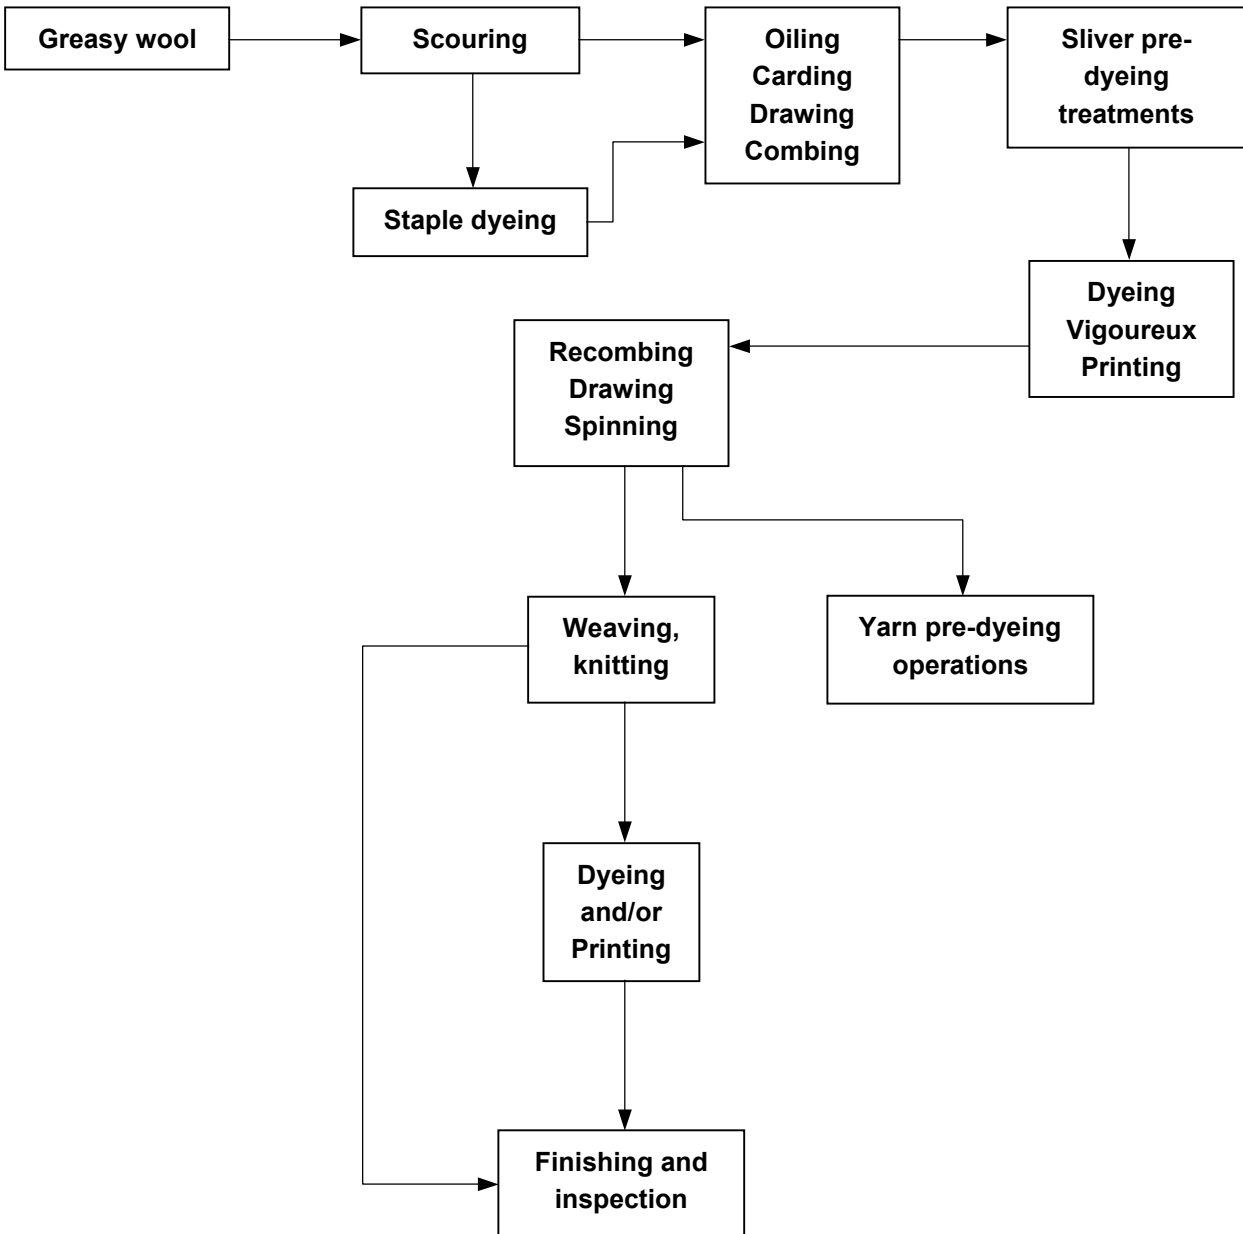 Greasy wool
Scouring
Oiling
Carding
Drawing
Combing
Sliver pre-
dyeing
treatments
Staple dyeing
Dyeing
Vigoureux
Printing
Recombing
Drawing
Spinning
Weaving,
knitting
Yarn pre-dyeing
operations
Dyeing
and/or
Printing
Finishing and
inspection